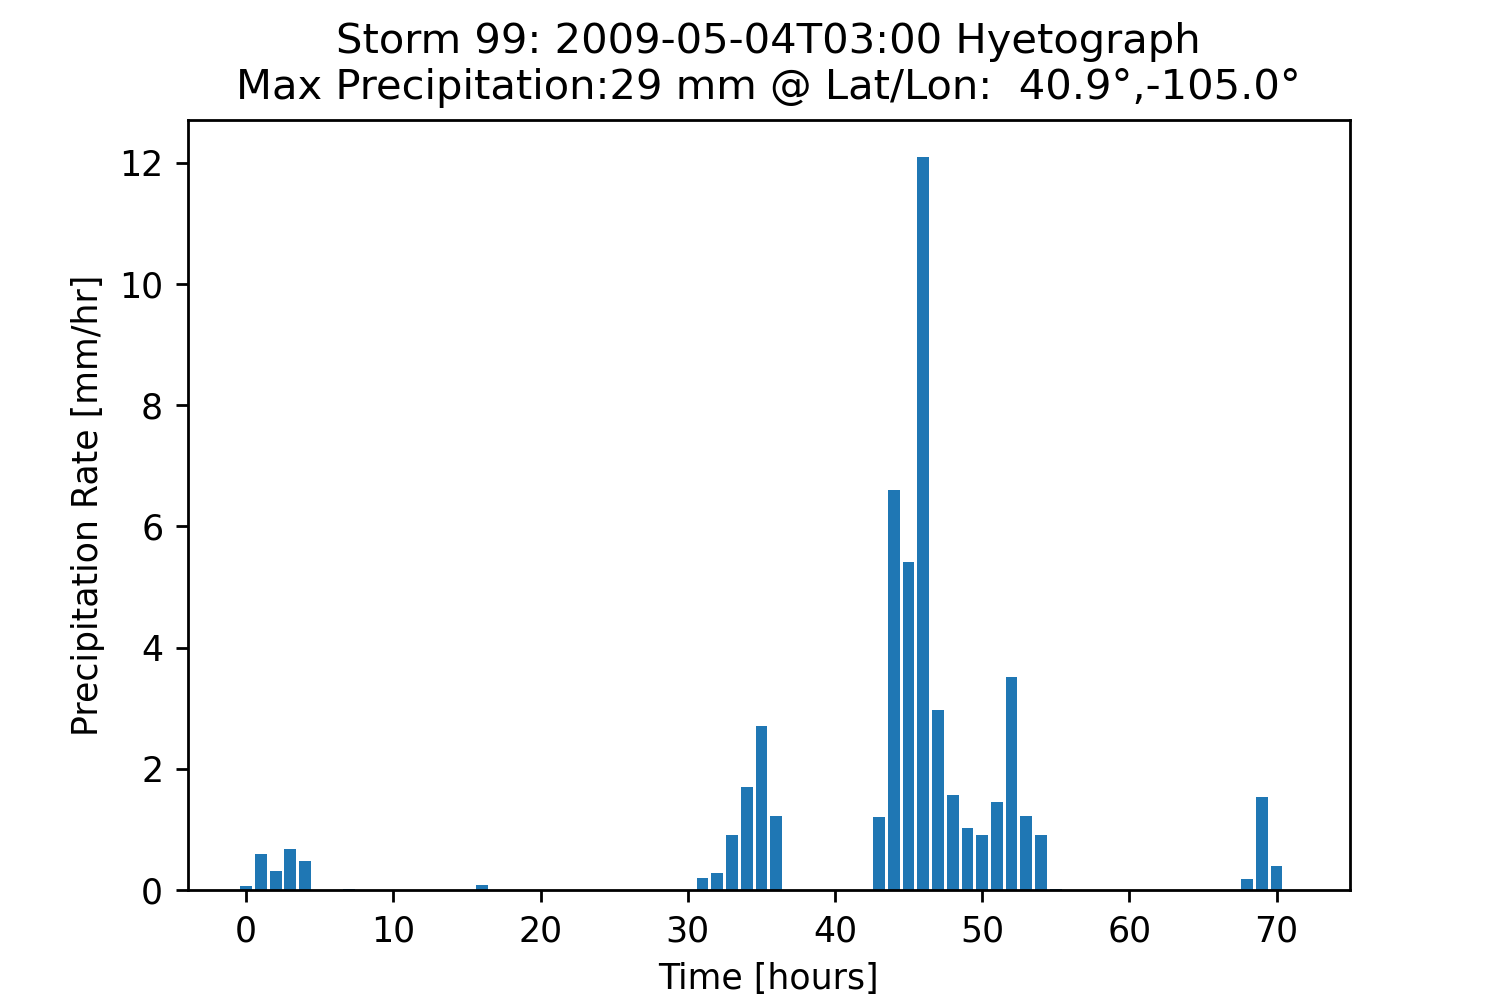 Storm 99: 2009-05-04T03:00 Hyetograph
Max Precipitation:29 mm @ Lat/Lon:  40.9°,-105.0°
12
10
8
6
4
2
0
Precipitation Rate [mm/hr]
0 10 20 30 40 50 60 70
Time [hours]